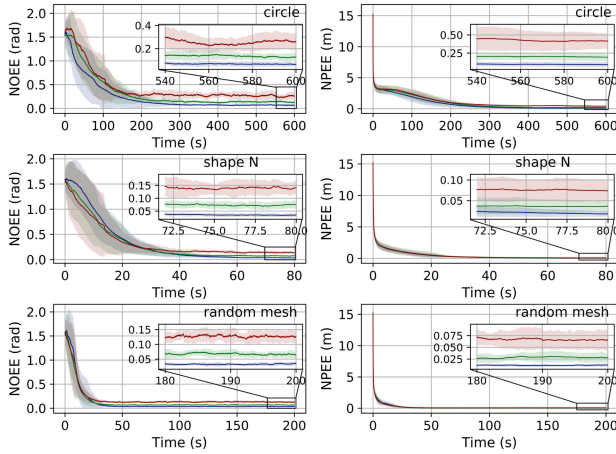 circle
NOEE (rad)
2.0
1.5
1.0
0.5
0.0
0.4
0.2
540 560 580 600
0 100 200 300 400 500 600
Time (s)
circle
NPEE (m)
15
10
5
0
0.50
0.25
540 560 580 600
0 100 200 300 400 500 600
Time (s)
shape N
NOEE (rad)
2.0
1.5
1.0
0.5
0.0
0.15
0.10
0.05
72.5 75.0 77.5 80.0
0 20 40 60 80
Time (s)
shape N
NPEE (m)
15
10
5
0
0.10
0.05
72.5 75.0 77.5 80.0
0 20 40 60 80
Time (s)
random mesh
NOEE (rad)
2.0
1.5
1.0
0.5
0.0
0.15
0.10
0.05
180 190 200
0 50 100 150 200
Time (s)
random mesh
NPEE (m)
15
10
5
0
0.075
0.050
0.025
180 190 200
0 50 100 150 200
Time (s)